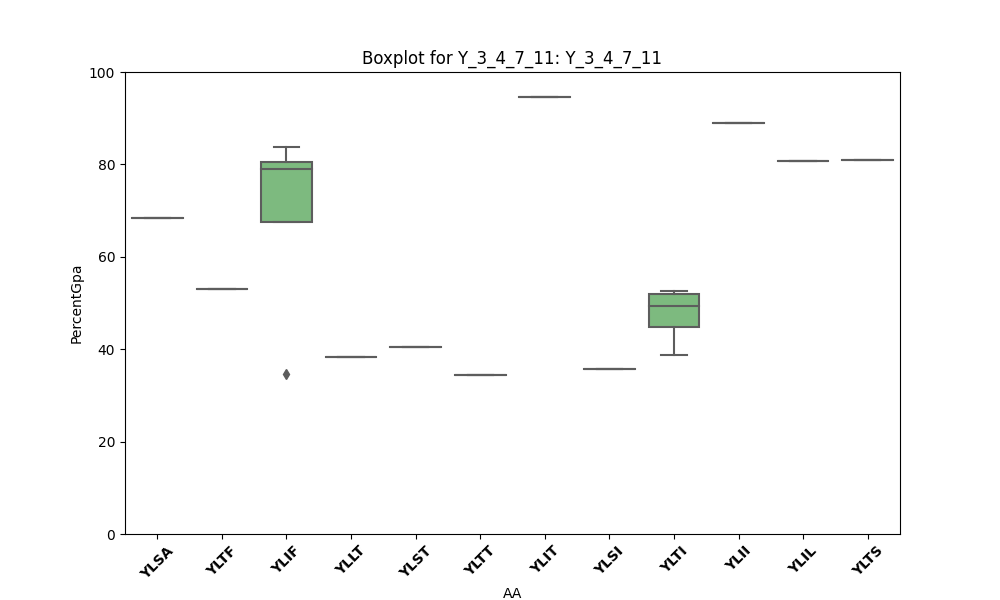 Boxplot for Y_3_4_7_11: Y_3_4_7_11
100
80
60
40
20
0
PercentGpa
YLSA
YLTF
YLIF
YLLT
YLST
YLTT
YLIT
YLSI
YLTI
YLII
YLIL
YLTS
AA